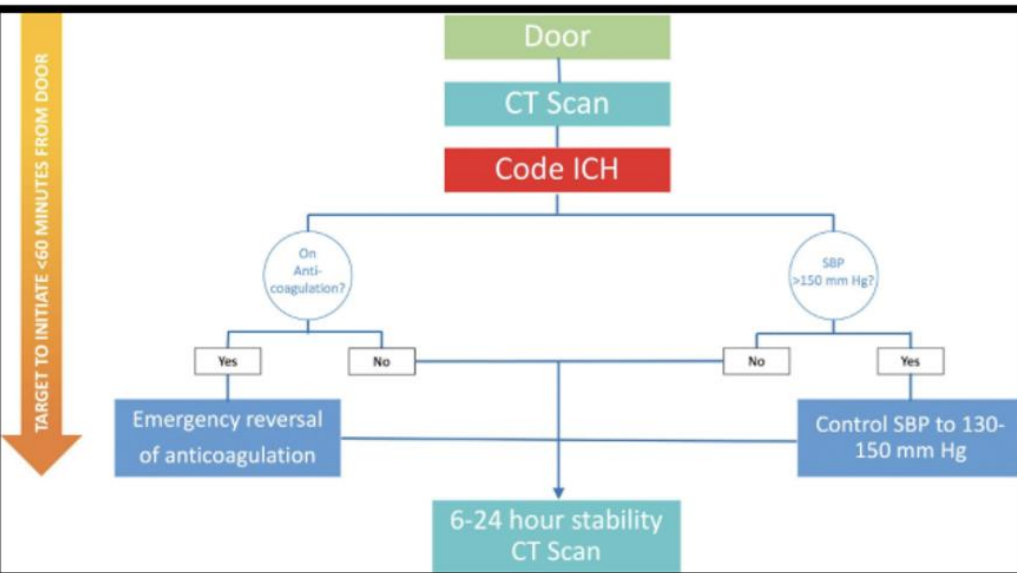 TARGET TO INITIATE <60 MINUTES FROM DOOR
Door
CT Scan
Code ICH
On
Anti-
coagulation?
SBP
>150 mm Hg?
Yes
No
No
Yes
Emergency reversal
of anticoagulation
Control SBP to 130-
150 mm Hg
6-24 hour stability
CT Scan